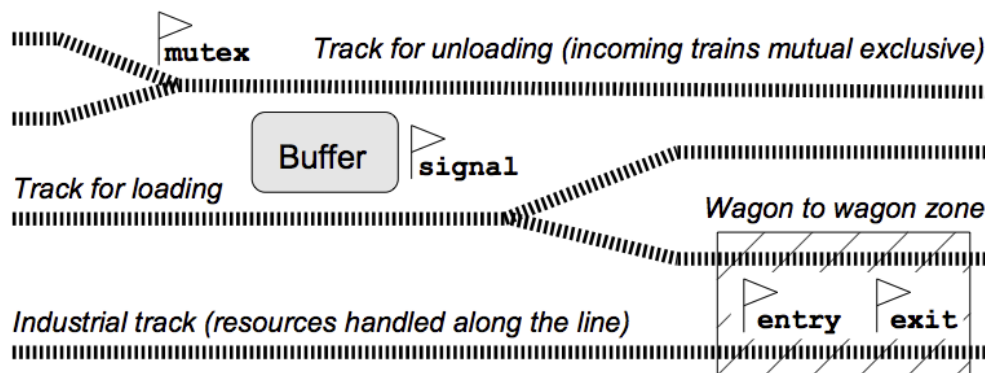 mutex
Track for unloading (incoming trains mutual exclusive)
Buffer
signal
Track for loading
Wagon to wagon zone
entry
exit
Industrial track (resources handled along the line)